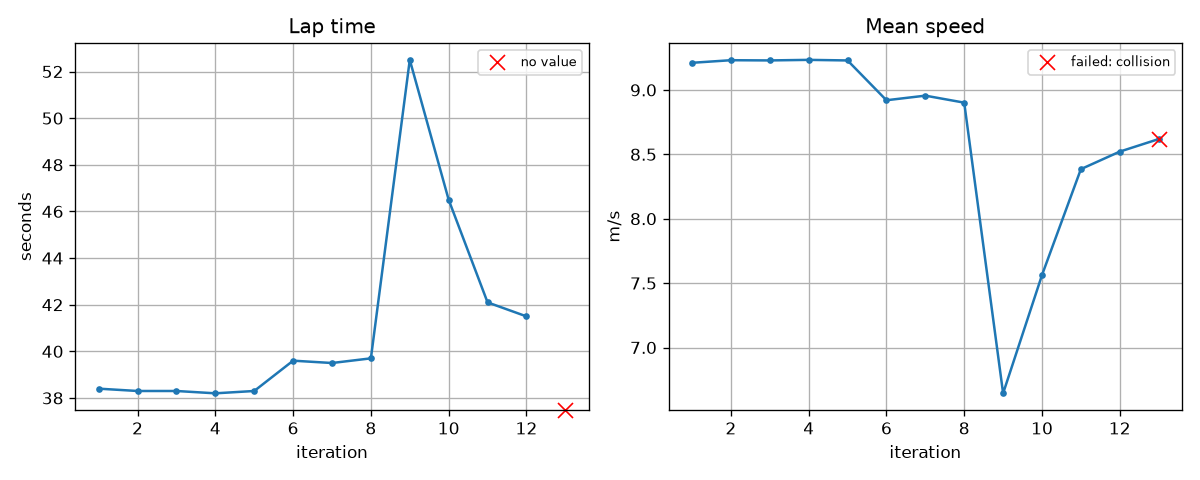 Lap time
52
50
48
46
44
42
40
38
seconds
2 4 6 8 10 12
iteration
no value
Mean speed
9.0
8.5
8.0
7.5
7.0
m/s
2 4 6 8 10 12
iteration
failed: collision